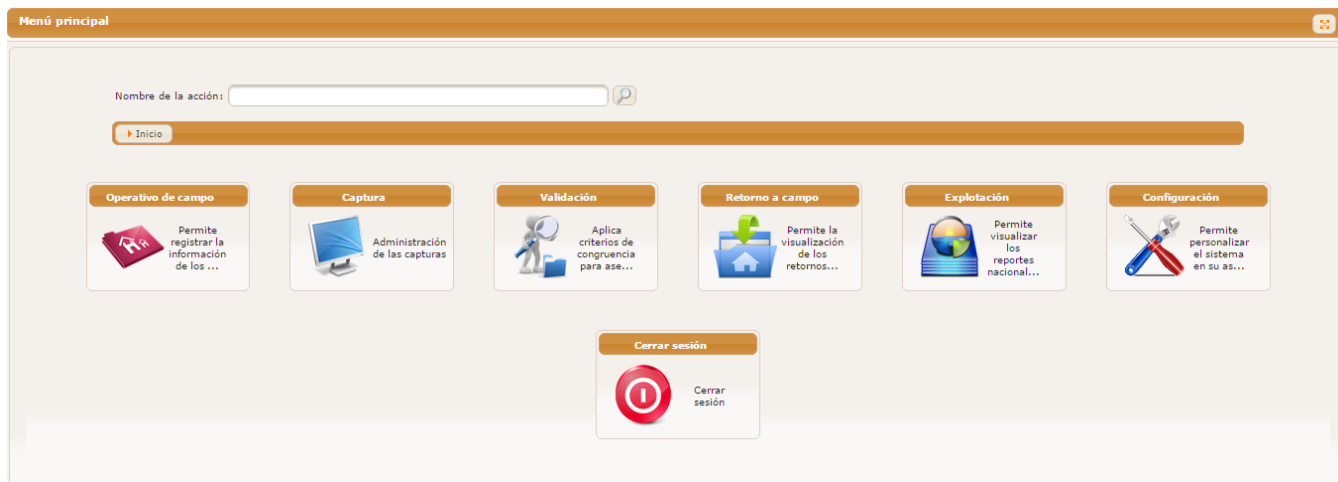 Menú principal
Nombre de la acción:
Inicio
Operativo de campo
Permite
registrar la
información
de los ...
Captura
Administración
de las capturas
Validación
Aplica
criterios de
congruencia
para ase...
Retorno a campo
Permite la
visualización
de los
retornos...
Explotación
Permite
visualizar
los
reportes
nacional...
Configuración
Permite
personalizar
el sistema
en su as...
Cerrar sesión
Cerrar
sesión